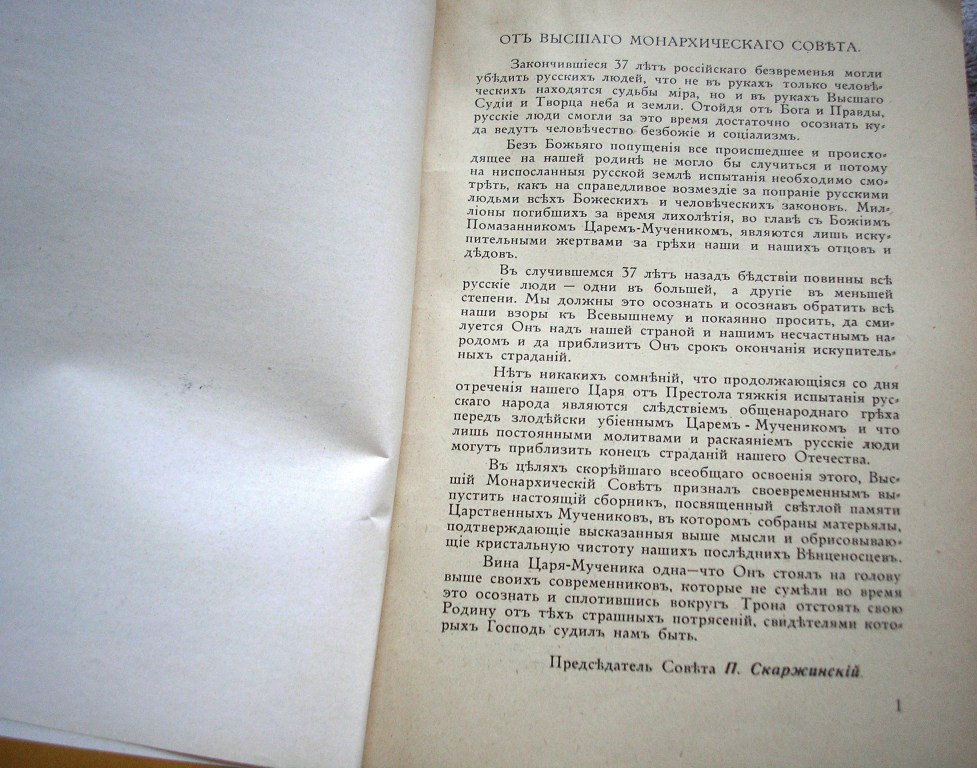 ОТЪ ВЫСШАГО МОНАРХИЧЕСКАГО СОВѢТА.
Закончившіеся 37 лѣтъ россійскаго безвременья могли
убѣдить русскихъ людей, что не въ рукахъ только человѣ-
ческихъ находятся судьбы міра, но и въ рукахъ Высшаго
Судіи и Творца неба и земли. Отойдя отъ Бога и Правды,
русскіе люди смогли за это время достаточно осознать ку-
да ведутъ человѣчество безбожіе и соціализмъ.
Безъ Божьяго попущенія все происшедшее и происхо-
дящее на нашей родинѣ не могло бы случиться и потому
на ниспосланныя русской землѣ испытанія необходимо смо-
трѣть, какъ на справедливое возмездіе за попраніе русскими
людьми всѣхъ Божескихъ и человѣческихъ законовъ. Мил-
ліоны погибшихъ за время лихолѣтія, во главѣ съ Божіимъ
Помазанникомъ Царемъ-Мученикомъ, являются лишь иску-
пительными жертвами за грѣхи наши и нашихъ отцовъ и
дѣдовъ.
Въ случившемся 37 лѣтъ назадъ бѣдствіи повинны всѣ
русскіе люди — одни въ большей, а другіе въ меньшей
степени. Мы должны это осознать и осознавъ обратить всѣ
наши взоры къ Всевышнему и покаянно просить, да сми-
луется Онъ надъ нашей страной и нашимъ несчастнымъ на-
родомъ и да приблизитъ Онъ срокъ окончанія искупитель-
ныхъ страданій.
Нѣтъ никакихъ сомнѣній, что продолжающіяся со дня
отреченія нашего Царя отъ Престола тяжкія испытанія рус-
скаго народа являются слѣдствіемъ общенароднаго грѣха
передъ злодѣйски убіеннымъ Царемъ - Мученикомъ и что
лишь постоянными молитвами и раскаяніемъ русскіе люди
могутъ приблизить конецъ страданій нашего Отечества.
Въ цѣляхъ скорѣйшаго всеобщаго освоенія этого, Выс-
шій Монархическій Совѣтъ призналъ своевременнымъ вы-
пустить настоящій сборникъ, посвященный свѣтлой памяти
Царственныхъ Мучениковъ, въ которомъ собраны матерьялы,
подтверждающіе высказанныя выше мысли и обрисовываю-
щіе кристальную чистоту нашихъ послѣднихъ Вѣнценосцевъ.
Вина Царя-Мученика одна—что Онъ стоялъ на голову
выше своихъ современниковъ, которые не сумѣли во время
это осознать и сплотившись вокругъ Трона отстоять свою
Родину отъ тѣхъ страшныхъ потрясеній, свидѣтелями кото-
рыхъ Господь судилъ намъ быть.
Предсѣдатель Совѣта П. Скаржинскій
1